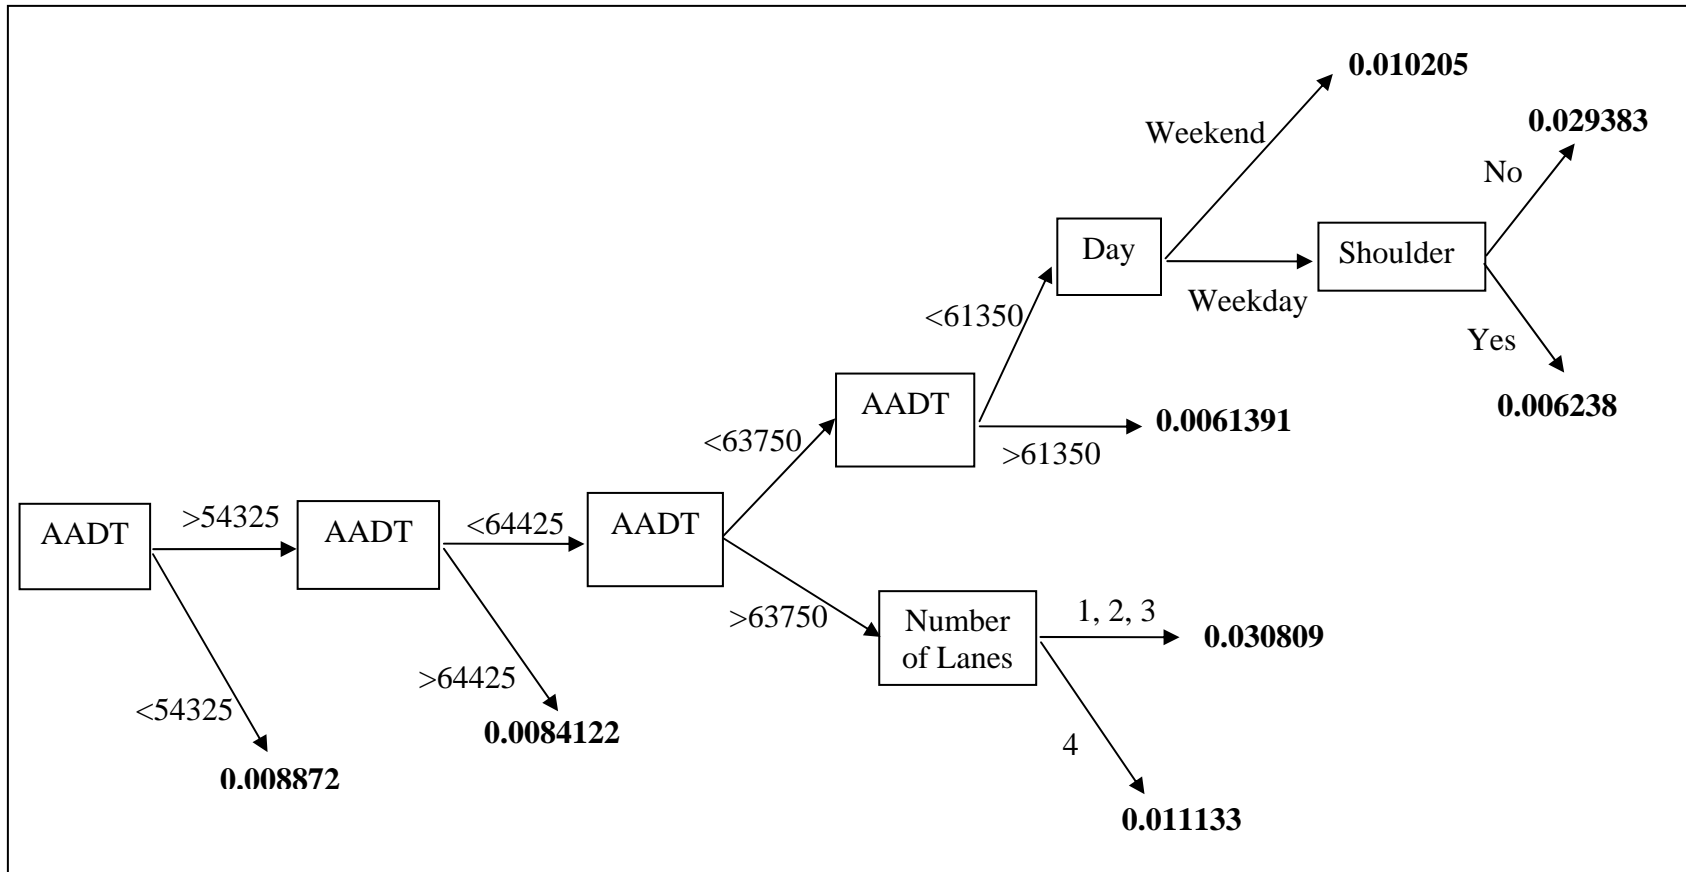 0.010205
0.029383
Weekend
No
Day
Shoulder
Weekday
<61350
Yes
AADT
0.006238
0.0061391
<63750
>61350
>54325
<64425
AADT
AADT
AADT
1, 2, 3
>63750
Number
of Lanes
0.030809
>64425
<54325
0.0084122
4
0.008872
0.011133